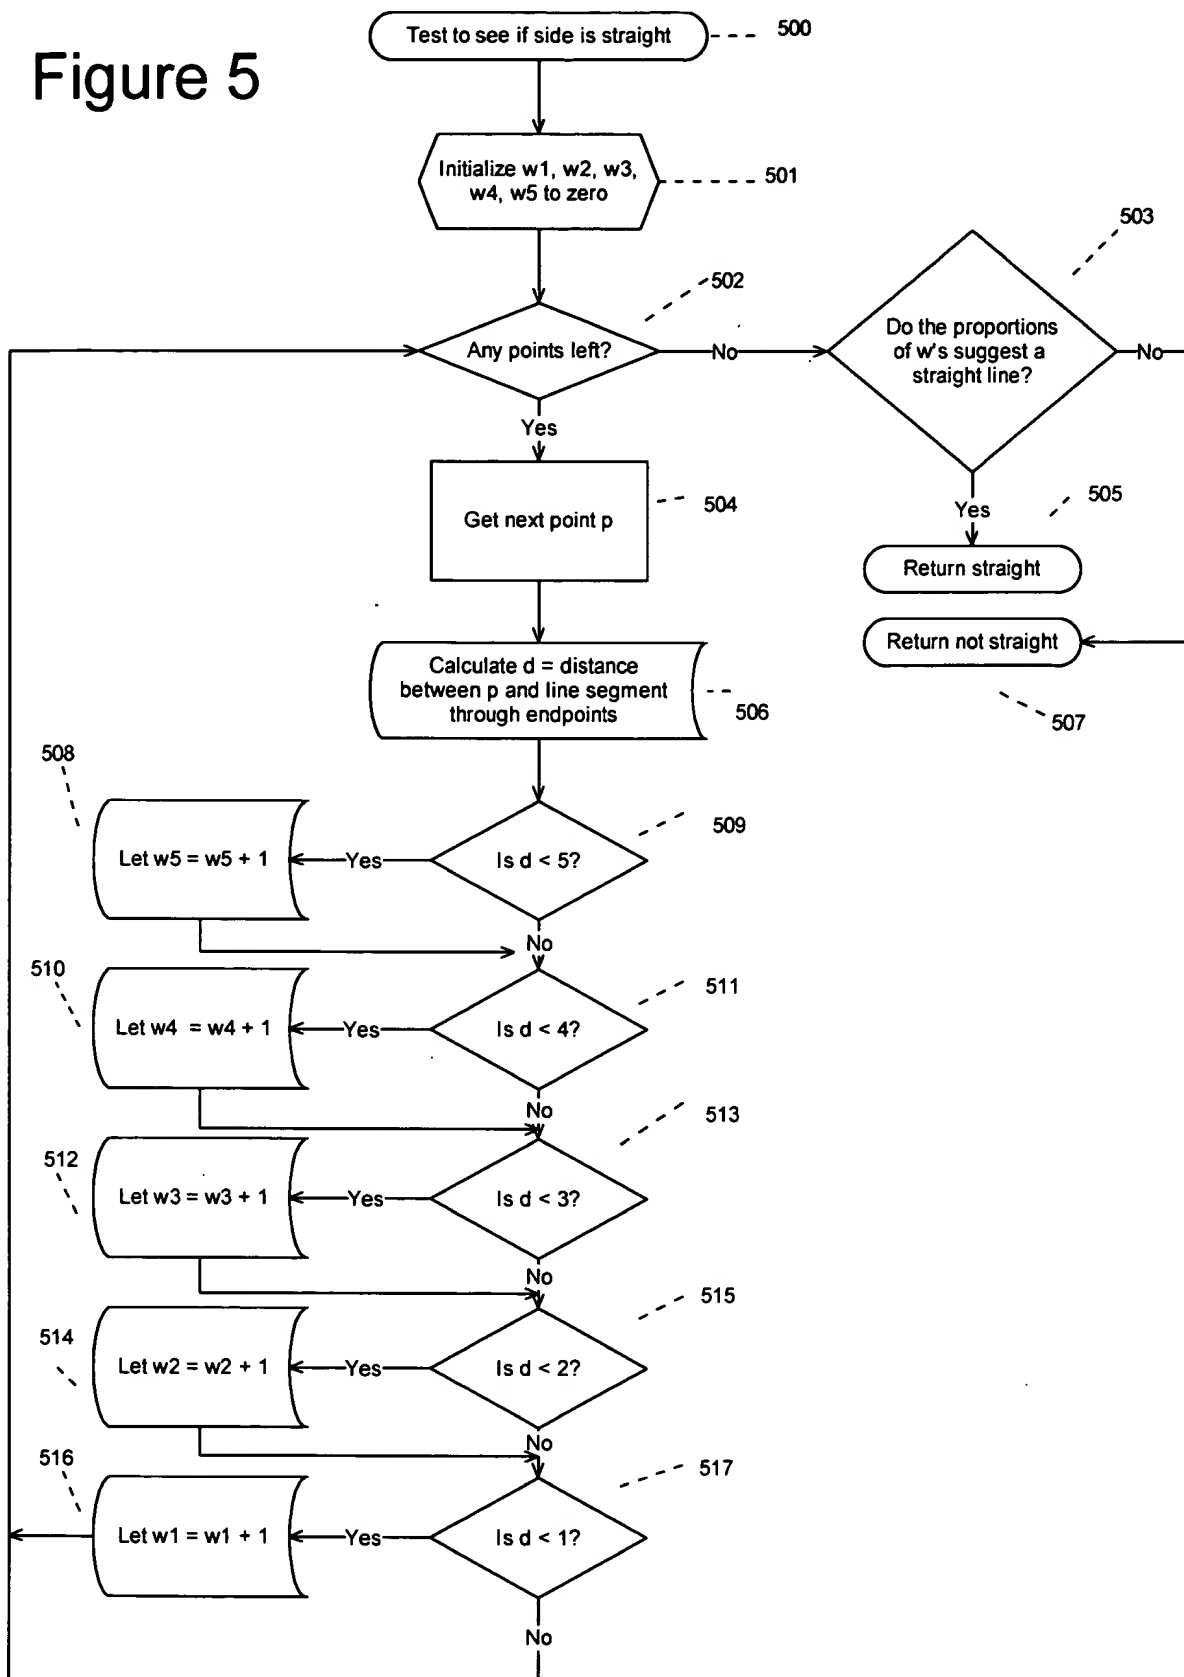 Figure 5
Test to see if side is straight
500
Initialize w1, w2, w3,
w4, w5 to zero
501
502
503
Any points left?
No
Do the proportions
of w's suggest a
straight line?
No
Yes
Yes
Get next point p
504
505
Return straight
Return not straight
507
Calculate d = distance
between p and line segment
through endpoints
506
508
Let w5 = w5 + 1
Yes
Is d < 5?
509
No
510
Let w4 = w4 + 1
Yes
Is d < 4?
511
No
512
Let w3 = w3 + 1
Yes
Is d < 3?
513
No
514
Let w2 = w2 + 1
Yes
Is d < 2?
515
No
516
Let w1 = w1 + 1
Yes
Is d < 1?
517
No